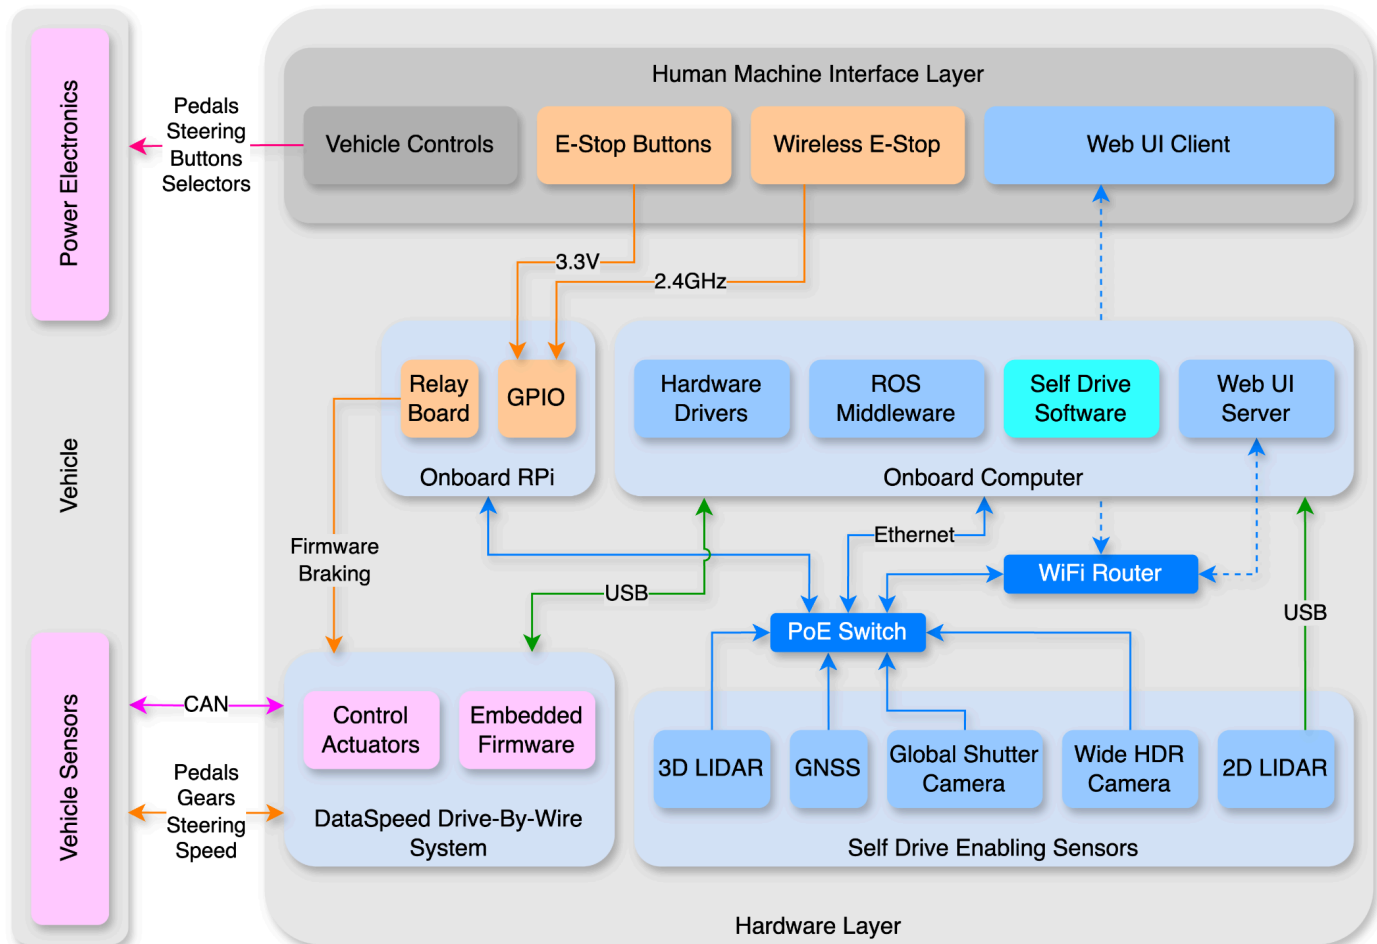 Human Machine Interface Layer
Power Electronics
Pedals
Steering
Buttons
Selectors
Vehicle Controls
E-Stop Buttons
Wireless E-Stop
Web UI Client
3.3V
2.4GHz
Relay
Board
GPIO
Onboard RPi
Hardware
Drivers
ROS
Middleware
Self Drive
Software
Web UI
Server
Onboard Computer
Vehicle
Firmware
Braking
Ethernet
WiFi Router
USB
USB
PoE Switch
Vehicle Sensors
CAN
Pedals
Gears
Steering
Speed
Control
Actuators
Embedded
Firmware
DataSpeed Drive-By-Wire
System
3D LIDAR
GNSS
Global Shutter
Camera
Wide HDR
Camera
2D LIDAR
Self Drive Enabling Sensors
Hardware Layer